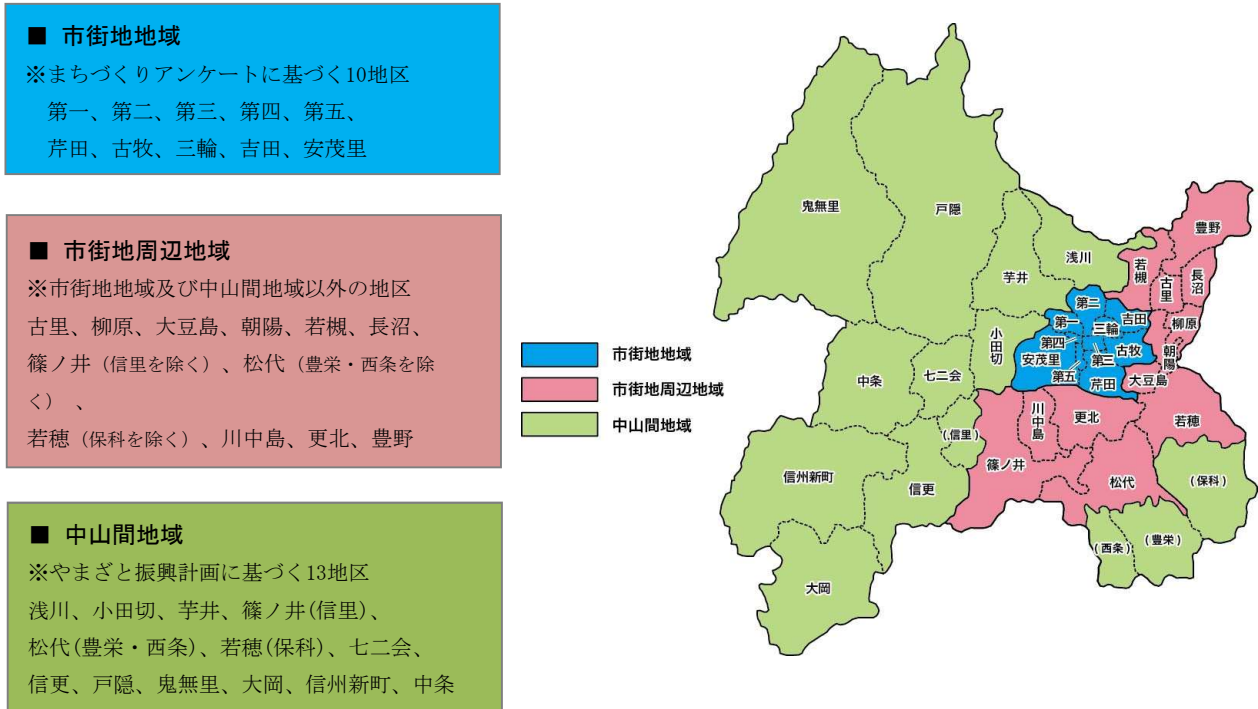 ■ 市街地地域
※まちづくりアンケートに基づく10地区
第一、第二、第三、第四、第五、
芹田、古牧、三輪、吉田、安茂里
■ 市街地周辺地域
※市街地地域及び中山間地域以外の地区
古里、柳原、大豆島、朝陽、若槻、長沼、
篠ノ井（信里を除く）、松代（豊栄・西条を除
く） 、
若穂（保科を除く）、川中島、更北、豊野
■ 中山間地域
※やまざと振興計画に基づく13地区
浅川、小田切、芋井、篠ノ井(信里)、
松代(豊栄・西条)、若穂(保科)、七二会、
信更、戸隠、鬼無里、大岡、信州新町、中条
市街地地域
市街地周辺地域
中山間地域
鬼無里
戸隠
豊野
浅川
若槻
芋井
古里
長沼
第二
第一
吉田
三輪
柳原
小田切
第四
古牧
朝陽
安茂里
第三
中条
七二会
第五
芹田
大豆島
川中島
更北
若穂
(信里)
篠ノ井
信州新町
信更
松代
(保科)
(豊栄)
(西条)
大岡